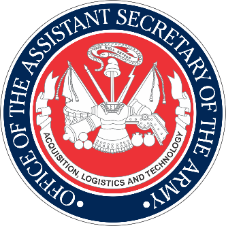 OFFICE OF THE ASSISTANT SECRETARY OF THE ARMY
ACQUISITION, LOGISTICS AND TECHNOLOGY